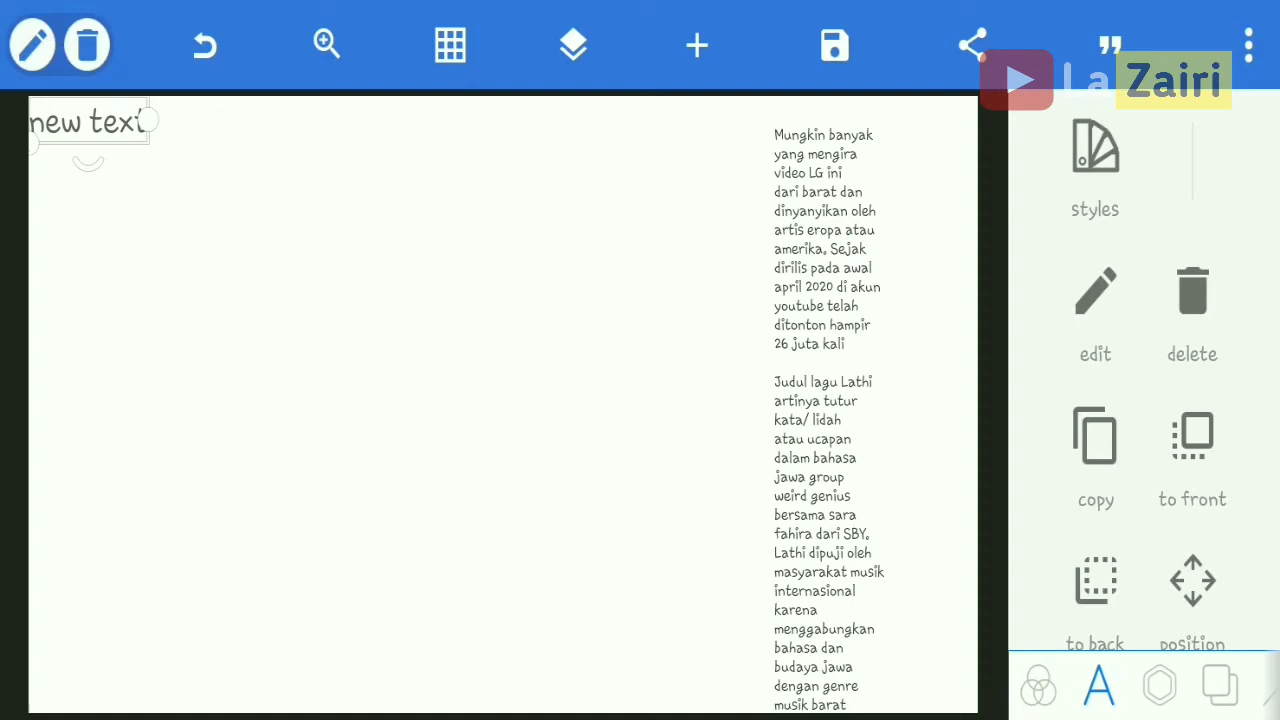 La Zairi
new text
Mungkin banyak
yang mengira
video LG ini
dari barat dan
dinyanyikan oleh
artis eropa atau
amerika. Sejak
dirilis pada awal
april 2020 di akun
youtube telah
ditonton hampir
26 juta kali
Judul lagu Lathi
artinya tutur
kata/ lidah
atau ucapan
dalam bahasa
jawa group
weird genius
bersama sara
fahira dari SBY.
Lathi dipuji oleh
masyarakat musik
internasional
karena
menggabungkan
bahasa dan
budaya jawa
dengan genre
musik barat
styles
edit
delete
copy
to front
to back
position